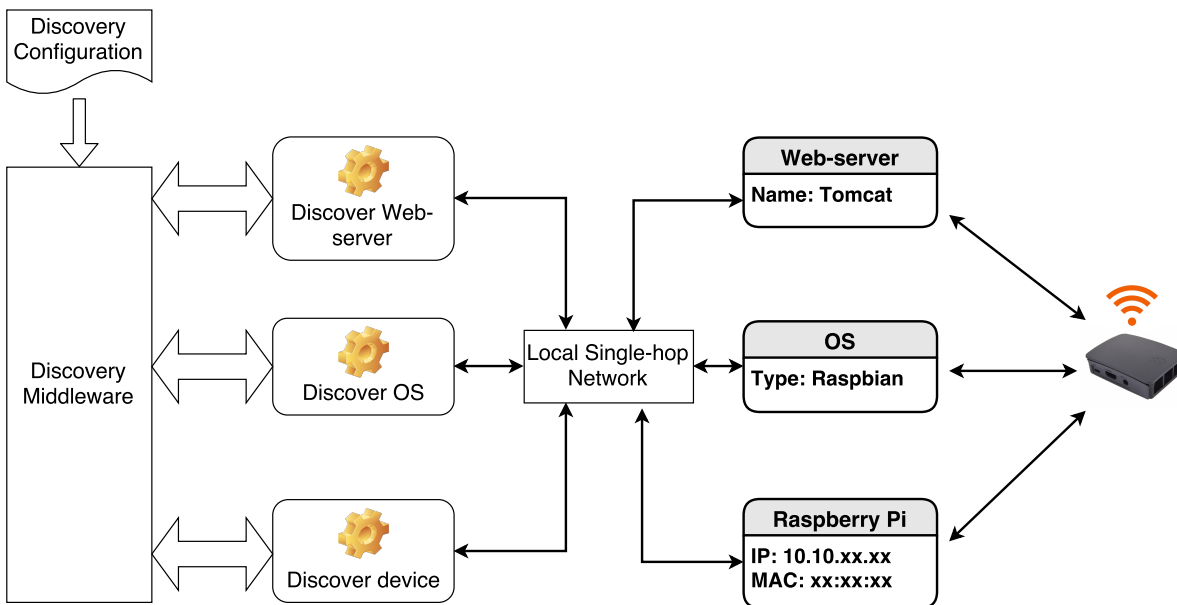 Discovery
Configuration
Discovery
Middleware
Discover Web-
server
Discover OS
Discover device
Local Single-hop
Network
Web-server
Name: Tomcat
OS
Type: Raspbian
Raspberry Pi
IP: 10.10.xx.xx
MAC: xx:xx:xx